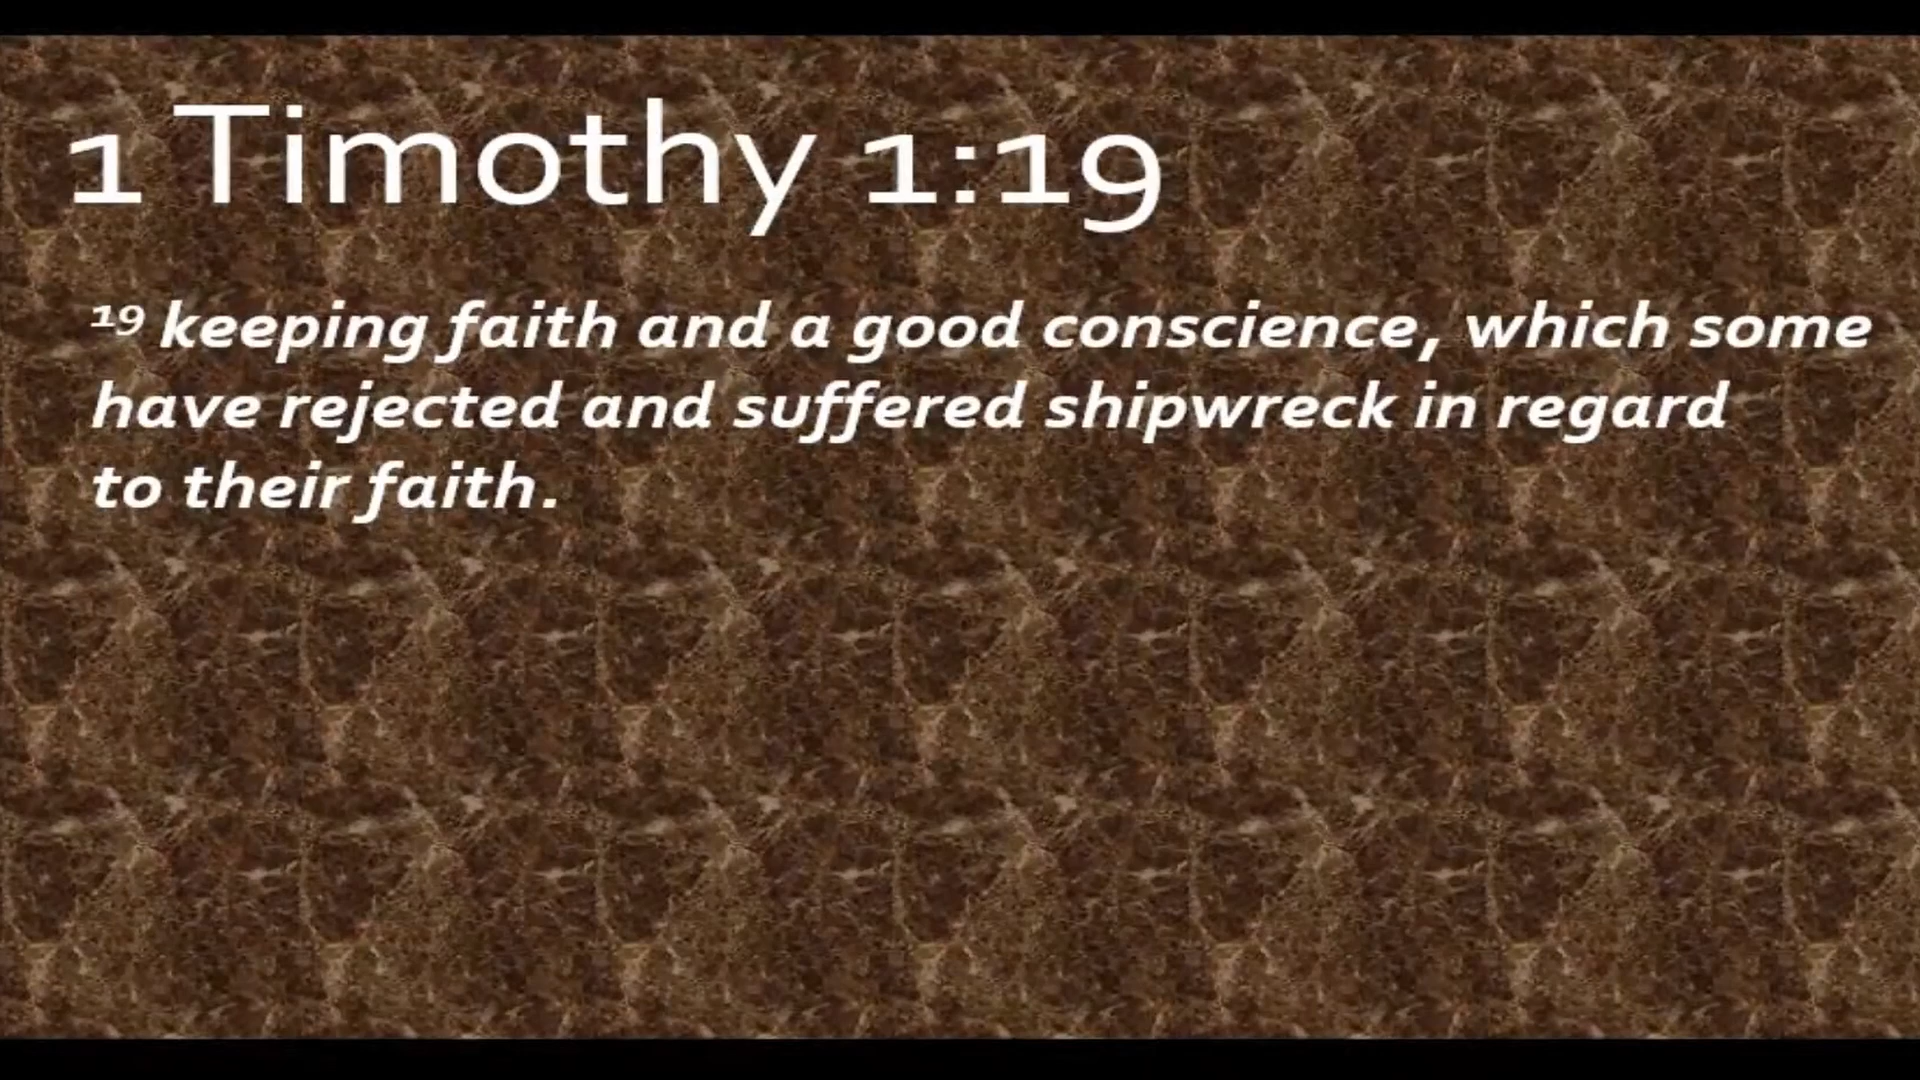 1 Timothy 1:19
19 keeping faith and a good conscience, which some
have rejected and suffered shipwreck in regard
to their faith.